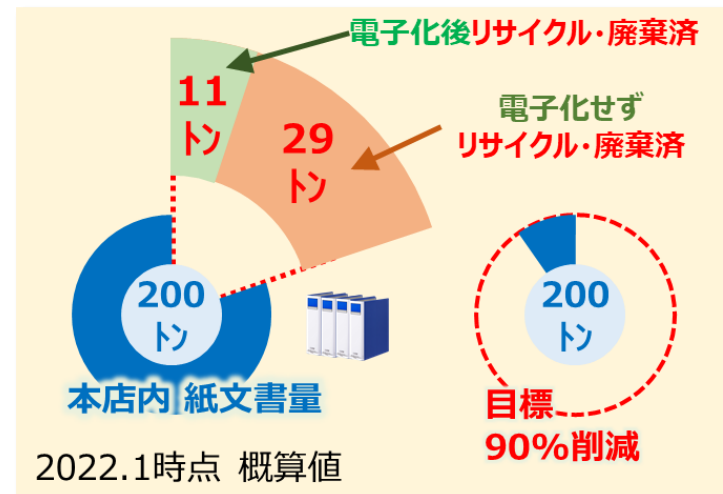 電子化後リサイクル・廃棄済
11
トン
29
トン
電子化せず
リサイクル・廃棄済
200
トン
本店内 紙文書量
200
トン
目標
90%削減
2022.1時点 概算値